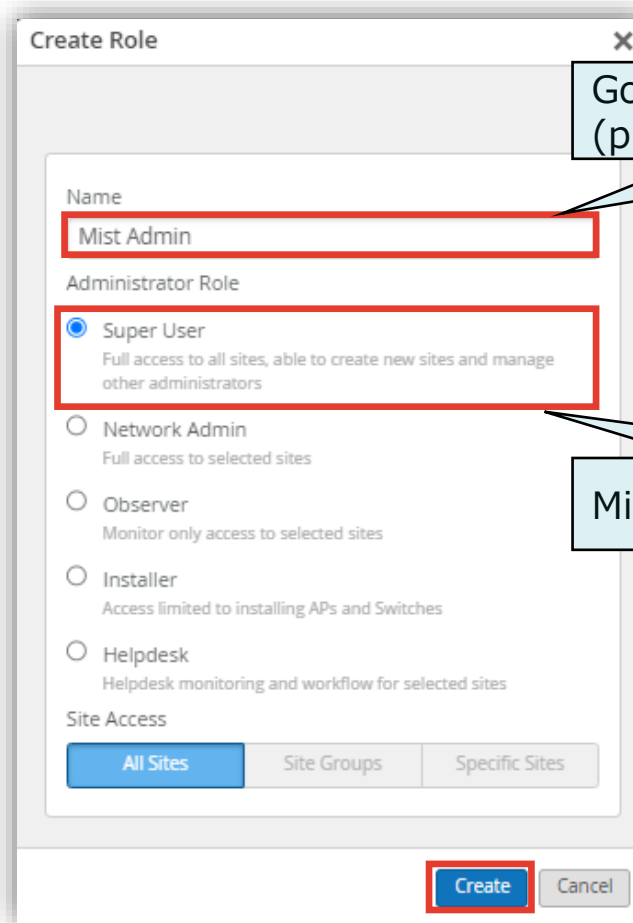 Create Role
Go
(p
Name
Mist Admin
Administrator Role
Super User
Full access to all sites, able to create new sites and manage
other administrators
Network Admin
Full access to selected sites
Mi
Observer
Monitor only access to selected sites
Installer
Access limited to installing APs and Switches
Helpdesk
Helpdesk monitoring and workflow for selected sites
Site Access
All Sites Site Groups Specific Sites
Create Cancel